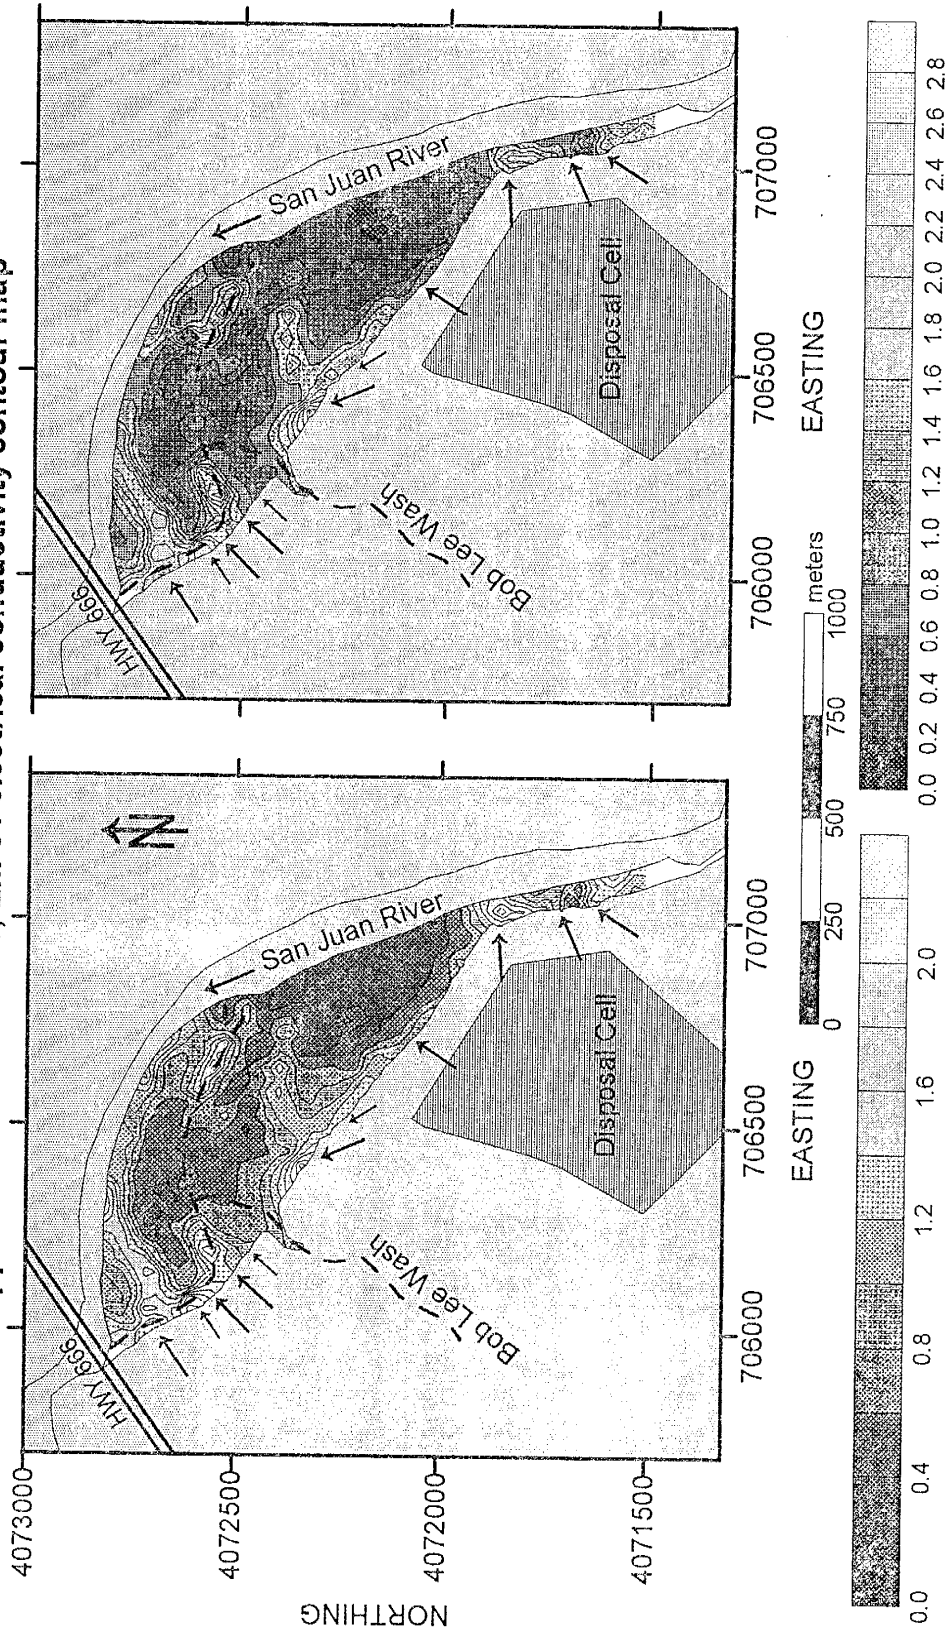 electrical conductivity contour map
4073000
4072500
4072000
4071500
NORTHING
HWY 666
N
San Juan River
Bob Lee Wash
Disposal Cell
706000
706500
707000
EASTING
HWY 666
San Juan River
Bob Lee Wash
Disposal Cell
706000
706500
707000
EASTING
0
250
500
750
1000
meters
0.0 0.4 0.8 1.2 1.6 2.0
0.0 0.2 0.4 0.6 0.8 1.0 1.2 1.4 1.6 1.8 2.0 2.2 2.4 2.6 2.8